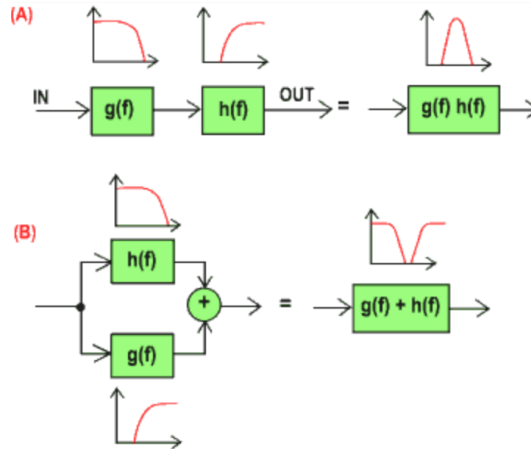 (A)
IN g(f) h(f) OUT = g(f) h(f)
(B)
h(f)
+ = g(f) + h(f)
g(f)